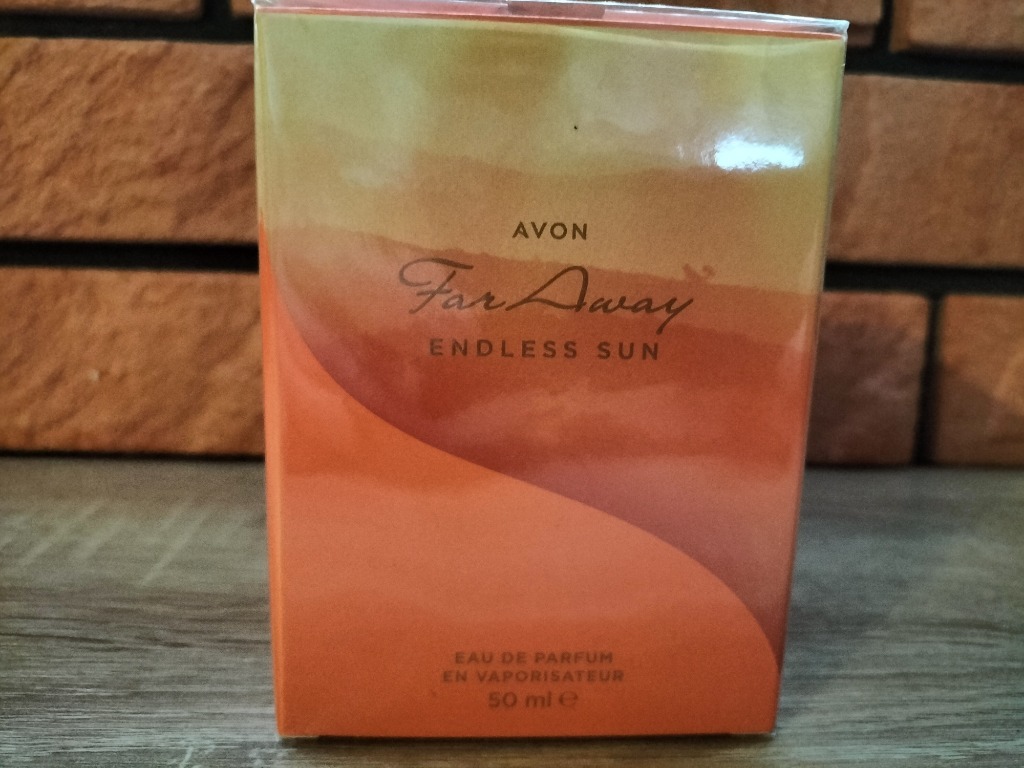 AVON
Far Away
ENDLESS SUN
EAU DE PARFUM
EN VAPORISATEUR
50 ml ℮